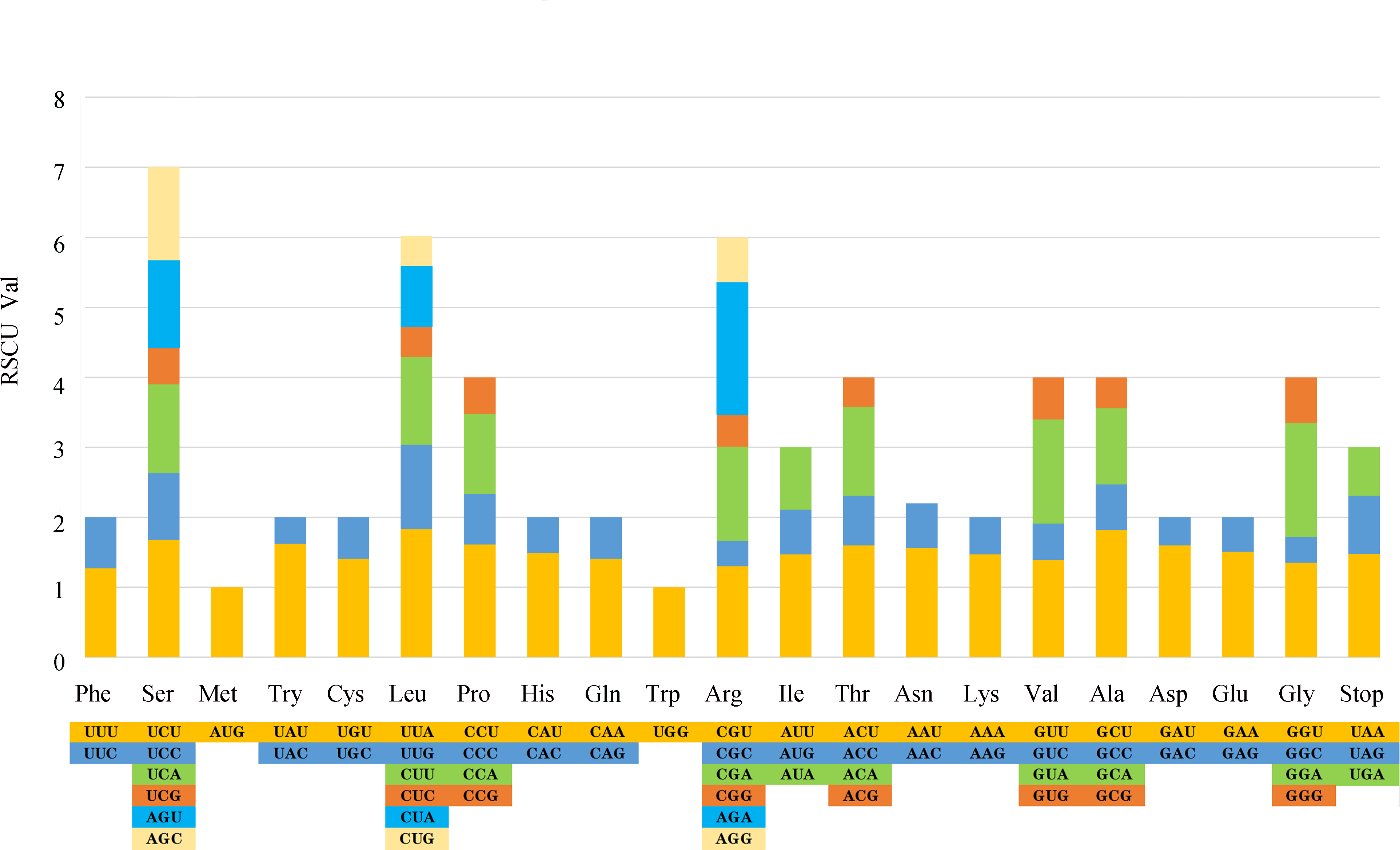 8
7
6
5
4
3
2
1
0
RSCU Val
Phe Ser Met Try Cys Leu Pro His Gln Trp Arg Ile Thr Asn Lys Val Ala Asp Glu Gly Stop
UUU UCU AUG UAU UGU UUA CCU CAU CAA UGG CGU AUU ACU AAU AAA GUU GCU GAU GAA GGU UAA
UUC UCC UAC UGC UUG CCC CAC CAG CGC AUG ACC AAC AAG GUC GCC GAC GAG GGC UAG
UCA CUU CCA CGA AUA ACA GUA GCA GGA UGA
UCG CUC CCG CGG ACG GUG GCG GGG
AGU CUA AGA
AGC CUG AGG